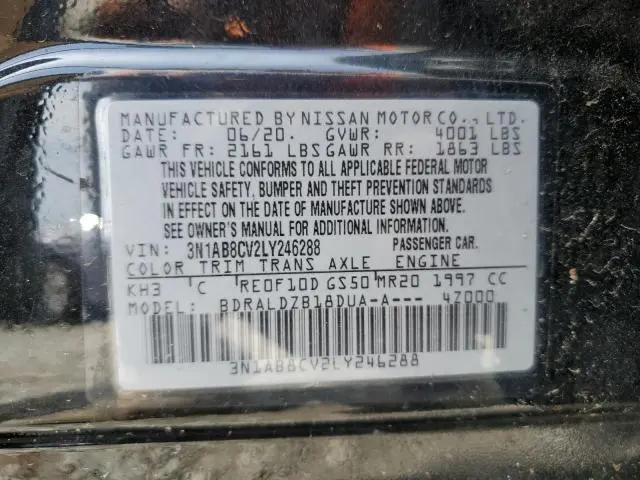 MANUFACTURED BY NISSAN MOTOR CO., LTD.
DATE: 06/20. GVWR: 4001 LBS
GAWR FR: 2161 LBS GAWR RR: 1863 LBS
THIS VEHICLE CONFORMS TO ALL APPLICABLE FEDERAL MOTOR
VEHICLE SAFETY, BUMPER AND THEFT PREVENTION STANDARDS
IN EFFECT ON THE DATE OF MANUFACTURE SHOWN ABOVE.
SEE OWNER'S MANUAL FOR ADDITIONAL INFORMATION.
VIN: 3N1AB8CV2LY246288 PASSENGER CAR.
COLOR TRIM TRANS AXLE ENGINE
KH3 C RE0F10D GS50 MR20 1997 CC
MODEL: BDRALDZB18DUA-A--- 4Z000
3N1AB8CV2LY246288